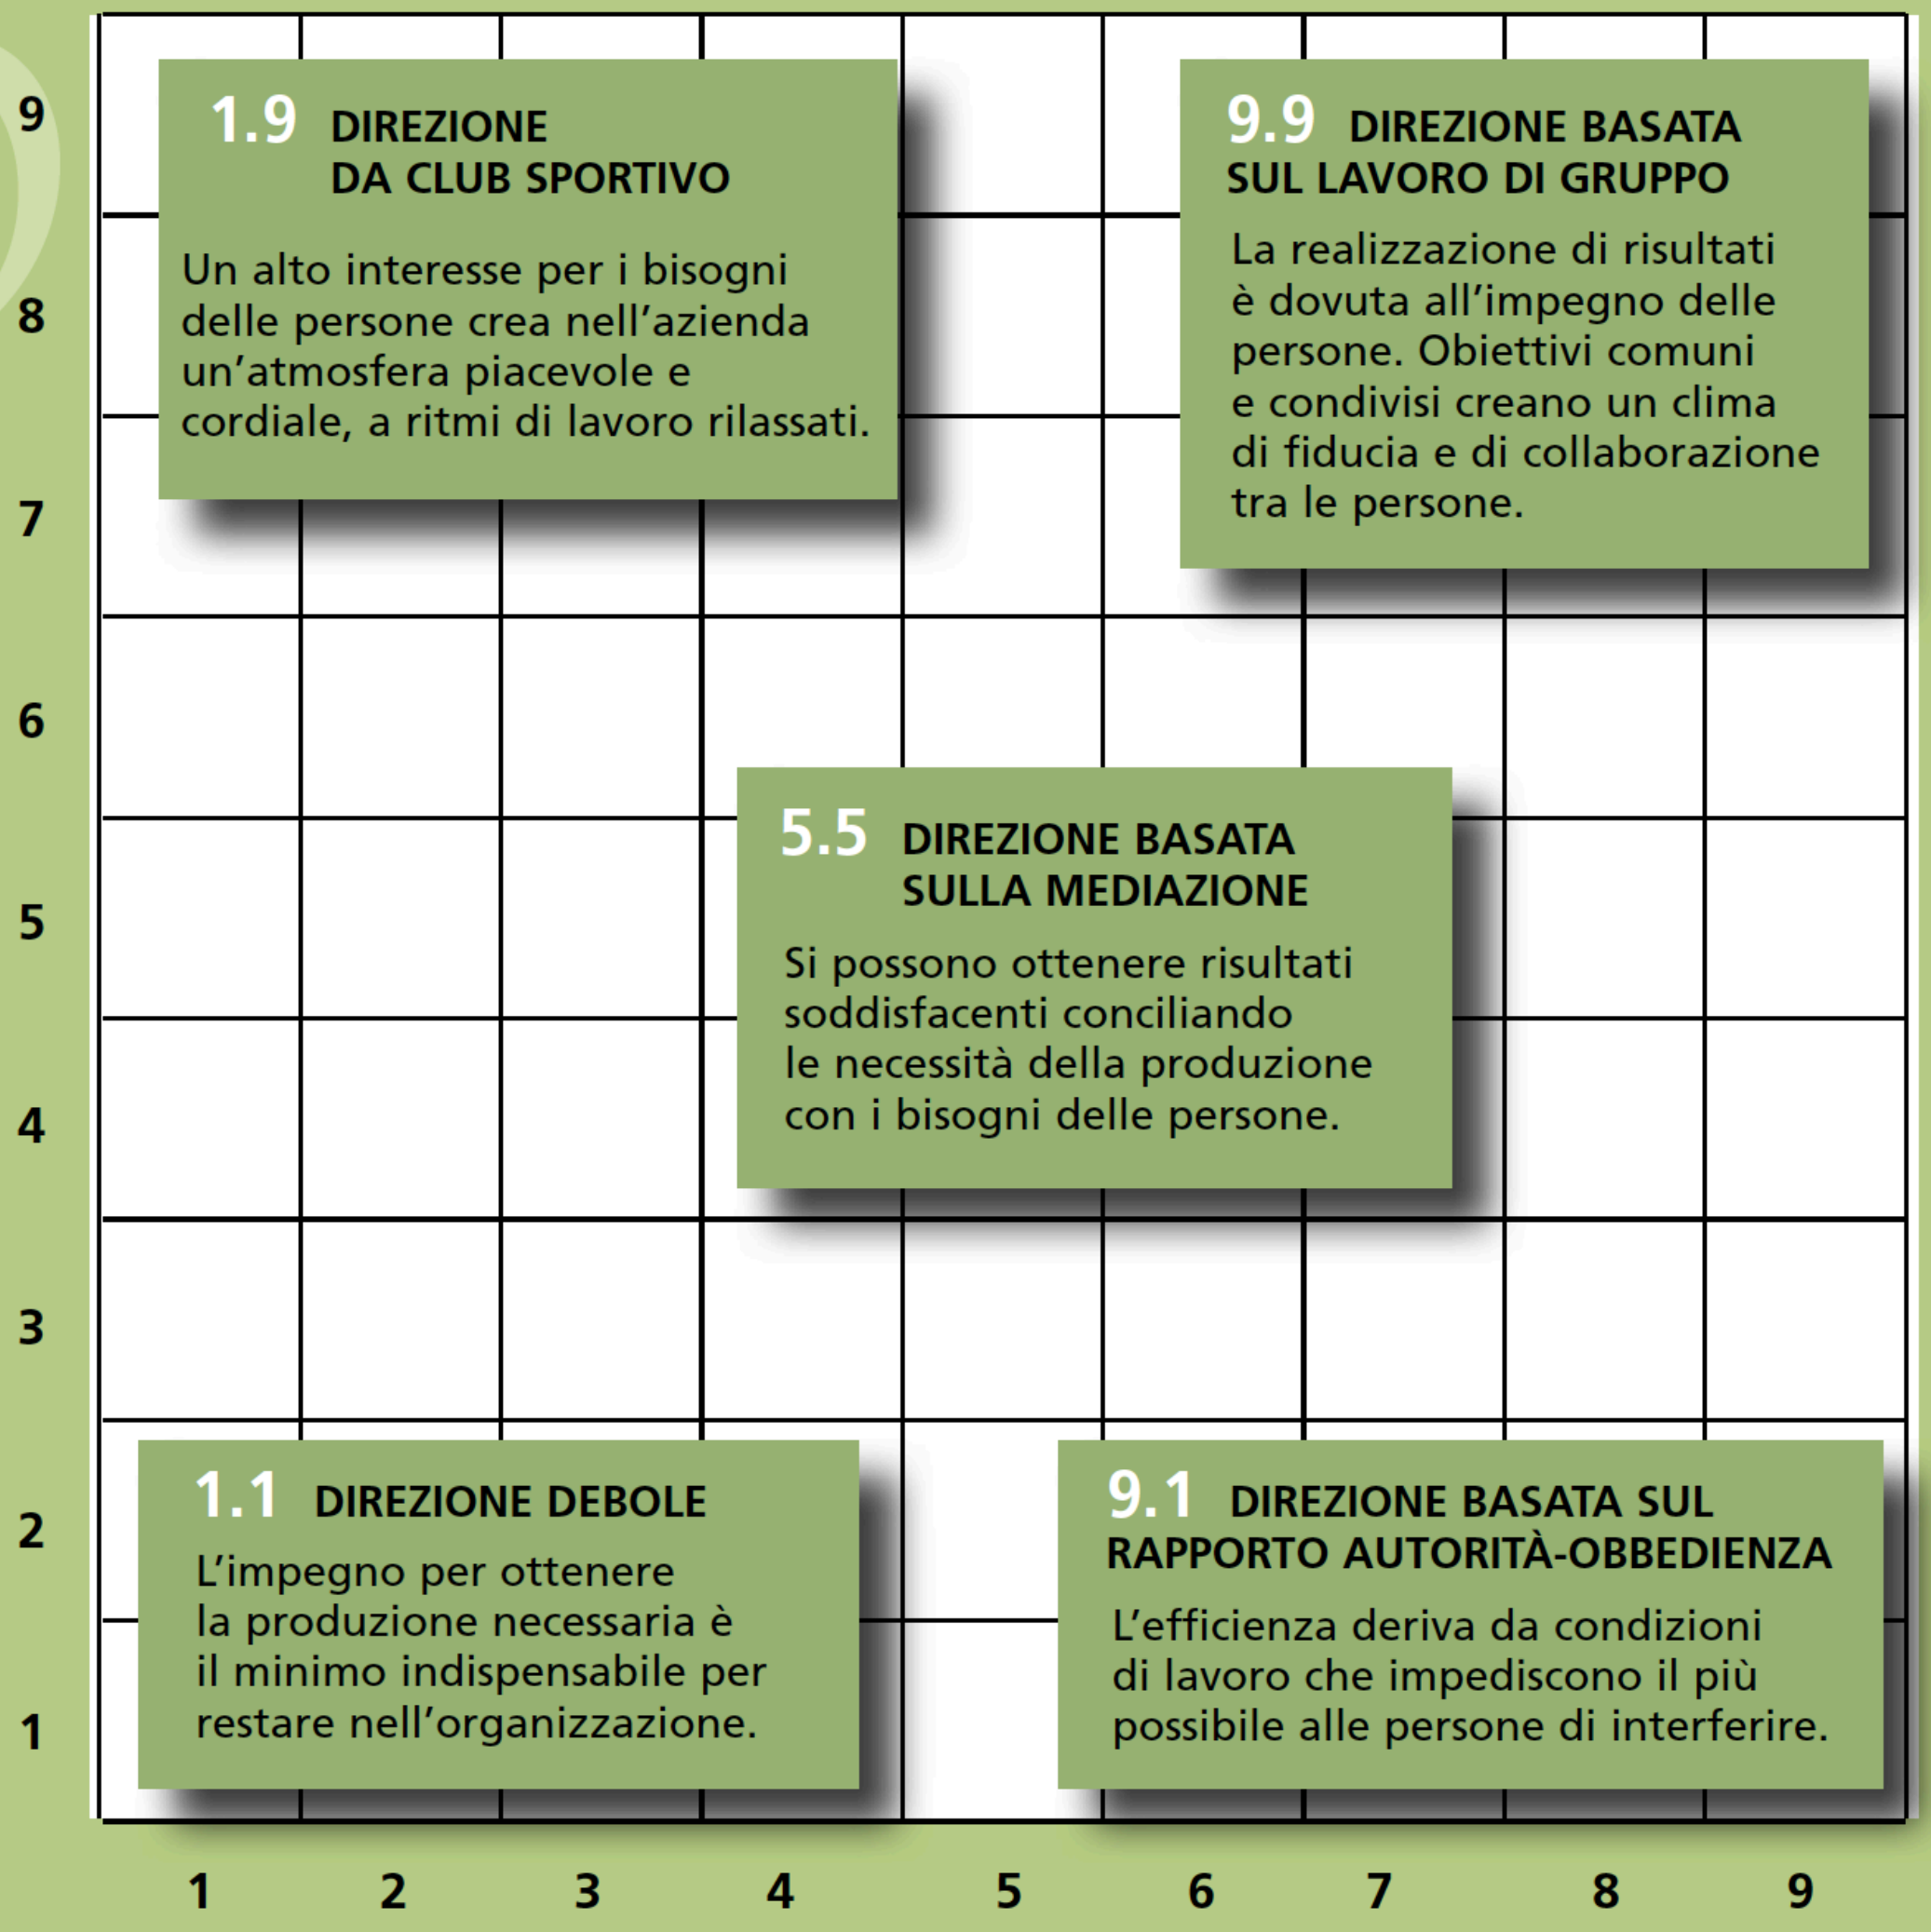 9
8
7
6
5
4
3
2
1
1.9 DIREZIONE
DA CLUB SPORTIVO
Un alto interesse per i bisogni
delle persone crea nell’azienda
un’atmosfera piacevole e
cordiale, a ritmi di lavoro rilassati.
9.9 DIREZIONE BASATA
SUL LAVORO DI GRUPPO
La realizzazione di risultati
è dovuta all’impegno delle
persone. Obiettivi comuni
e condivisi creano un clima
di fiducia e di collaborazione
tra le persone.
5.5 DIREZIONE BASATA
SULLA MEDIAZIONE
Si possono ottenere risultati
soddisfacenti conciliando
le necessità della produzione
con i bisogni delle persone.
1.1 DIREZIONE DEBOLE
L’impegno per ottenere
la produzione necessaria è
il minimo indispensabile per
restare nell’organizzazione.
9.1 DIREZIONE BASATA SUL
RAPPORTO AUTORITÀ-OBBEDIENZA
L’efficienza deriva da condizioni
di lavoro che impediscono il più
possibile alle persone di interferire.
1 2 3 4 5 6 7 8 9